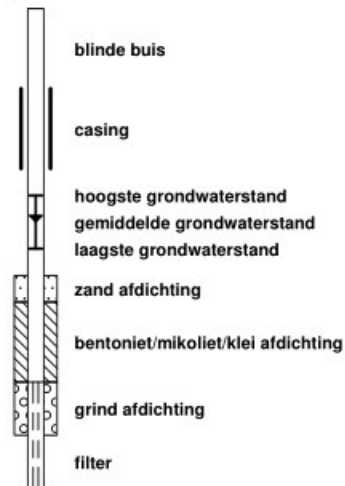 blinde buis
casing
hoogste grondwaterstand
gemiddelde grondwaterstand
laagste grondwaterstand
zand afdichting
bentoniet/mikoliet/klei afdichting
grind afdichting
filter